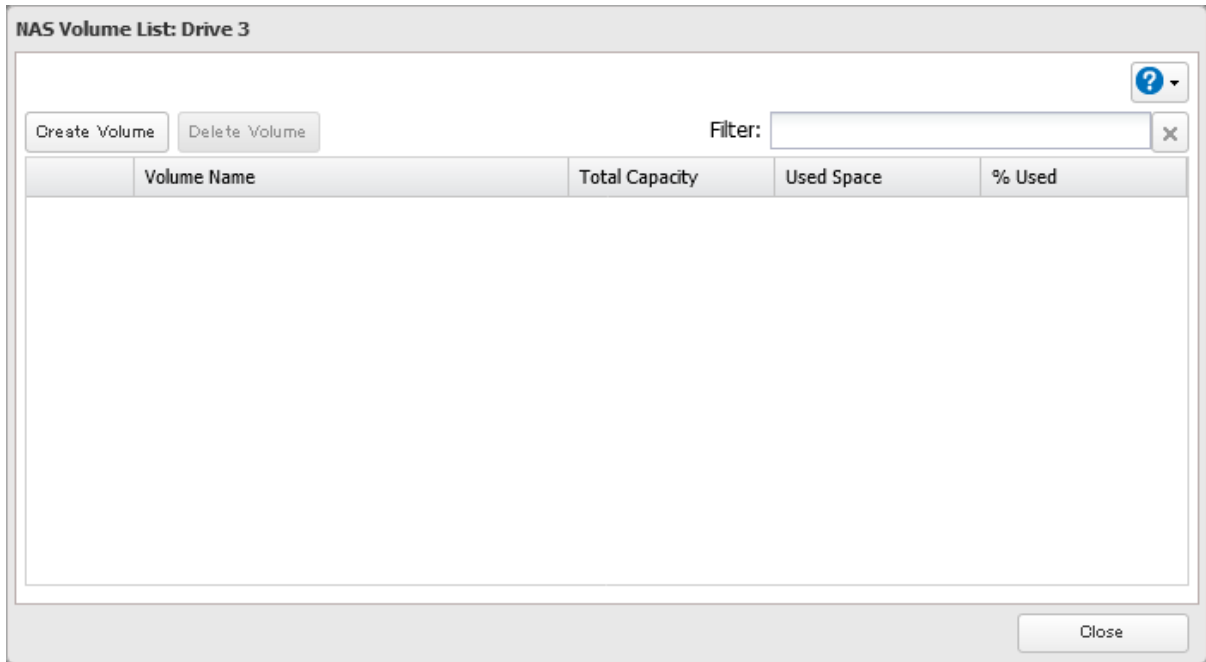 NAS Volume List: Drive 3
?
Create Volume Delete Volume Filter:
Volume Name Total Capacity Used Space % Used
Close